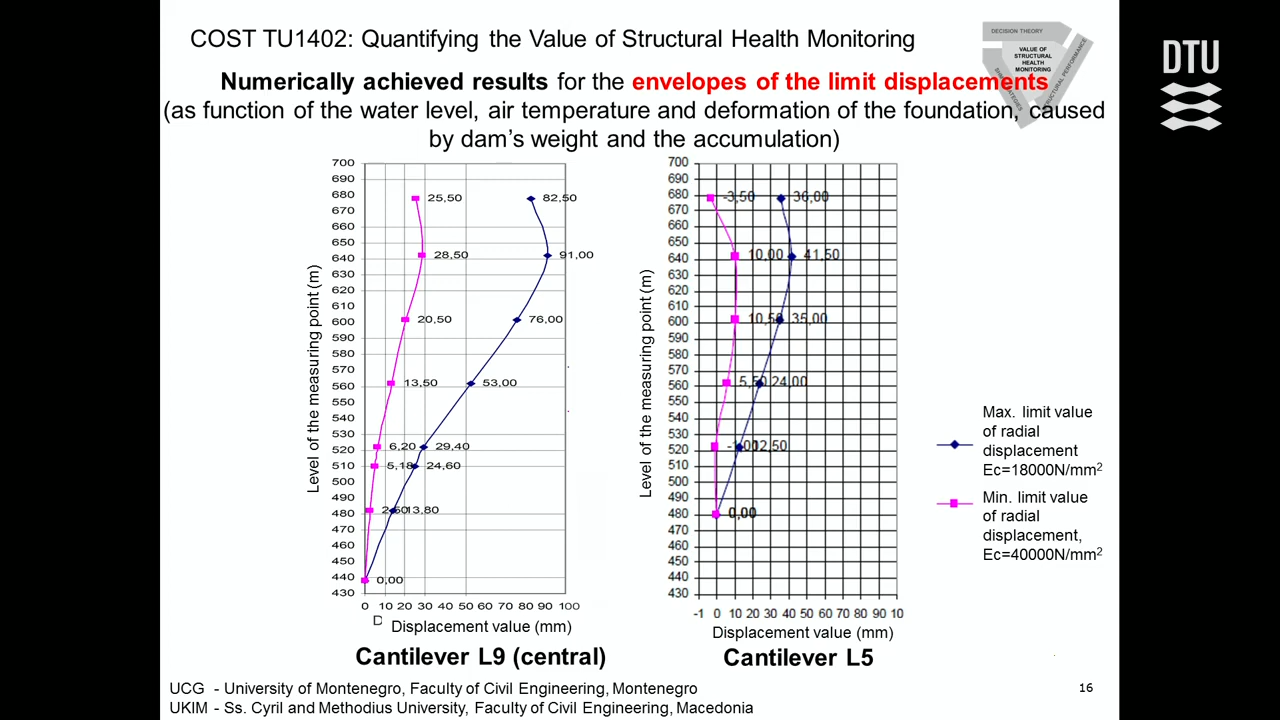 COST TU1402: Quantifying the Value of Structural Health Monitoring
DECISION THEORY
VALUE OF
STRUCTURAL
HEALTH
MONITORING
STRUCTURAL PERFORMANCE
DTU
Numerically achieved results for the envelopes of the limit displacements
(as function of the water level, air temperature and deformation of the foundation, caused
by dam's weight and the accumulation)
Level of the measuring point (m)
700
690
680
670
660
650
640
630
620
610
600
590
580
570
560
550
540
530
520
510
500
490
480
470
460
450
440
430
25,50
82,50
28,50
91,00
20,50
76,00
13,50
53,00
6,20
29,40
5,18
24,60
2,60
13,80
0,00
0 10 20 30 40 50 60 70 80 90 100
D
Displacement value (mm)
Cantilever L9 (central)
Level of the measuring point (m)
700
690
680
670
660
650
640
630
620
610
600
590
580
570
560
550
540
530
520
510
500
490
480
470
460
450
440
430
-3,50
36,00
10,00
41,50
10,50
35,00
5,50
24,00
-1,00
12,50
0,00
-1 0 10 20 30 40 50 60 70 80 90 10
Displacement value (mm)
Cantilever L5
Max. limit value
of radial
displacement
Ec=18000N/mm2
Min. limit value
of radial
displacement,
Ec=40000N/mm2
UCG - University of Montenegro, Faculty of Civil Engineering, Montenegro
UKIM - Ss. Cyril and Methodius University, Faculty of Civil Engineering, Macedonia
16